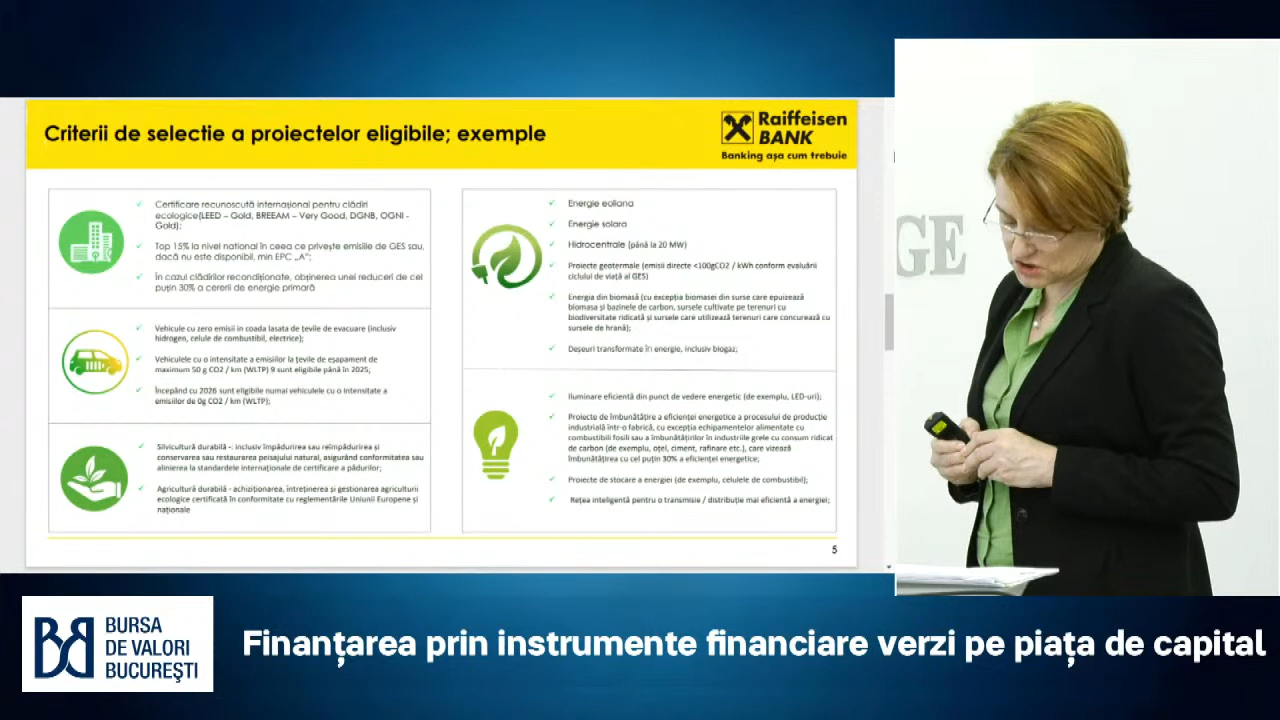 Criterii de selectie a proiectelor eligibile; exemple
Raiffeisen
BANK
Banking așa cum trebuie
Certificare recunoscută internațional pentru clădiri
ecologice(LEED – Gold, BREEAM – Very Good, DGNB, OGNI -
Gold);
Top 15% la nivel national în ceea ce privește emisiile de GES sau,
dacă nu este disponibil, min EPC „A”;
În cazul clădirilor recondiționate, obținerea unei reduceri de cel
puțin 30% a cererii de energie primară
Vehicule cu zero emisii in coada lasata de țevile de evacuare (inclusiv
hidrogen, celule de combustibil, electrice);
Vehiculele cu o intensitate a emisiilor la țevile de eșapament de
maximum 50 g CO2 / km (WLTP) 9 sunt eligibile până în 2025;
Începând cu 2026 sunt eligibile numai vehiculele cu o intensitate a
emisiilor de 0g CO2 / km (WLTP);
Silvicultură durabilă -: inclusiv împădurirea sau reîmpădurirea și
conservarea sau restaurarea peisajului natural, asigurând conformitatea sau
alinierea la standardele internaționale de certificare a pădurilor;
Agricultură durabilă - achiziționarea, întreținerea și gestionarea agriculturii
ecologice certificată în conformitate cu reglementările Uniunii Europene și
naționale
Energie eoliana
Energie solara
Hidrocentrale (până la 20 MW)
Proiecte geotermale (emisii directe <100gCO2 / kWh conform evaluării
ciclului de viață al GES)
Energia din biomasă (cu excepția biomasei din surse care epuizează
biomasa și bazinele de carbon, sursele cultivate pe terenuri cu
biodiversitate ridicată și sursele care utilizează terenuri care concurează cu
sursele de hrană);
Deșeuri transformate în energie, inclusiv biogaz;
Iluminare eficientă din punct de vedere energetic (de exemplu, LED-uri);
Proiecte de îmbunătățire a eficienței energetice a procesului de producție
industrială într-o fabrică, cu excepția echipamentelor alimentate cu
combustibili fosili sau a îmbunătățirilor în industriile grele cu consum ridicat
de carbon (de exemplu, oțel, ciment, rafinare etc.), care vizează
îmbunătățirea cu cel puțin 30% a eficienței energetice;
Proiecte de stocare a energiei (de exemplu, celulele de combustibil);
Rețea inteligentă pentru o transmisie / distribuție mai eficientă a energiei;
5
GE
BURSA
DE VALORI
BUCUREŞTI
Finanțarea prin instrumente financiare verzi pe piața de capital